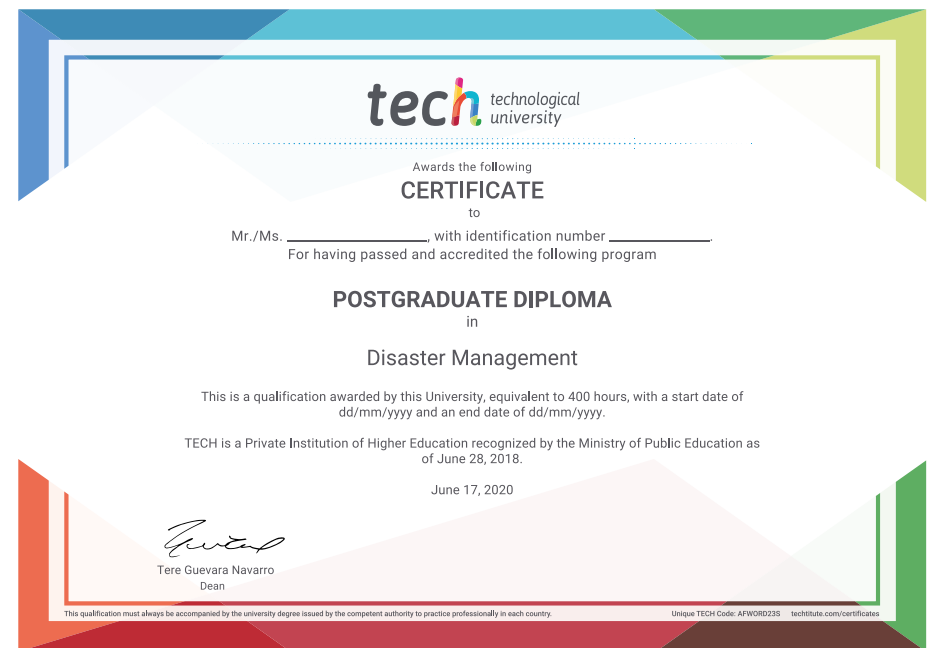 tech technological
university
Awards the following
CERTIFICATE
to
Mr./Ms. ____________, with identification number ____________.
For having passed and accredited the following program
POSTGRADUATE DIPLOMA
in
Disaster Management
This is a qualification awarded by this University, equivalent to 400 hours, with a start date of
dd/mm/yyyy and an end date of dd/mm/yyyy.
TECH is a Private Institution of Higher Education recognized by the Ministry of Public Education as
of June 28, 2018.
June 17, 2020
Tere Guevara Navarro
Dean
This qualification must always be accompanied by the university degree issued by the competent authority to practice professionally in each country. Unique TECH Code: AFWORD23S techtitute.com/certificates